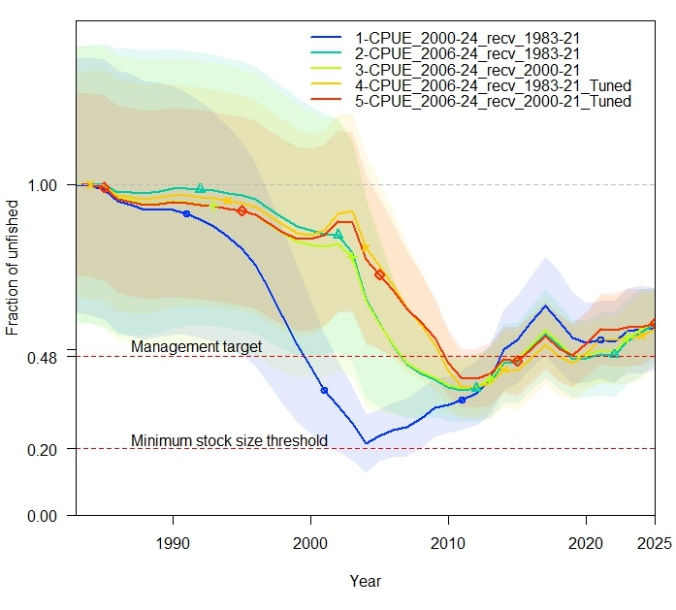 1-CPUE_2000-24_recv_1983-21
2-CPUE_2006-24_recv_1983-21
3-CPUE_2006-24_recv_2000-21
4-CPUE_2006-24_recv_1983-21_Tuned
5-CPUE_2006-24_recv_2000-21_Tuned
Fraction of unfished
1.00
0.48
0.20
0.00
Management target
Minimum stock size threshold
1990 2000 2010 2020 2025
Year